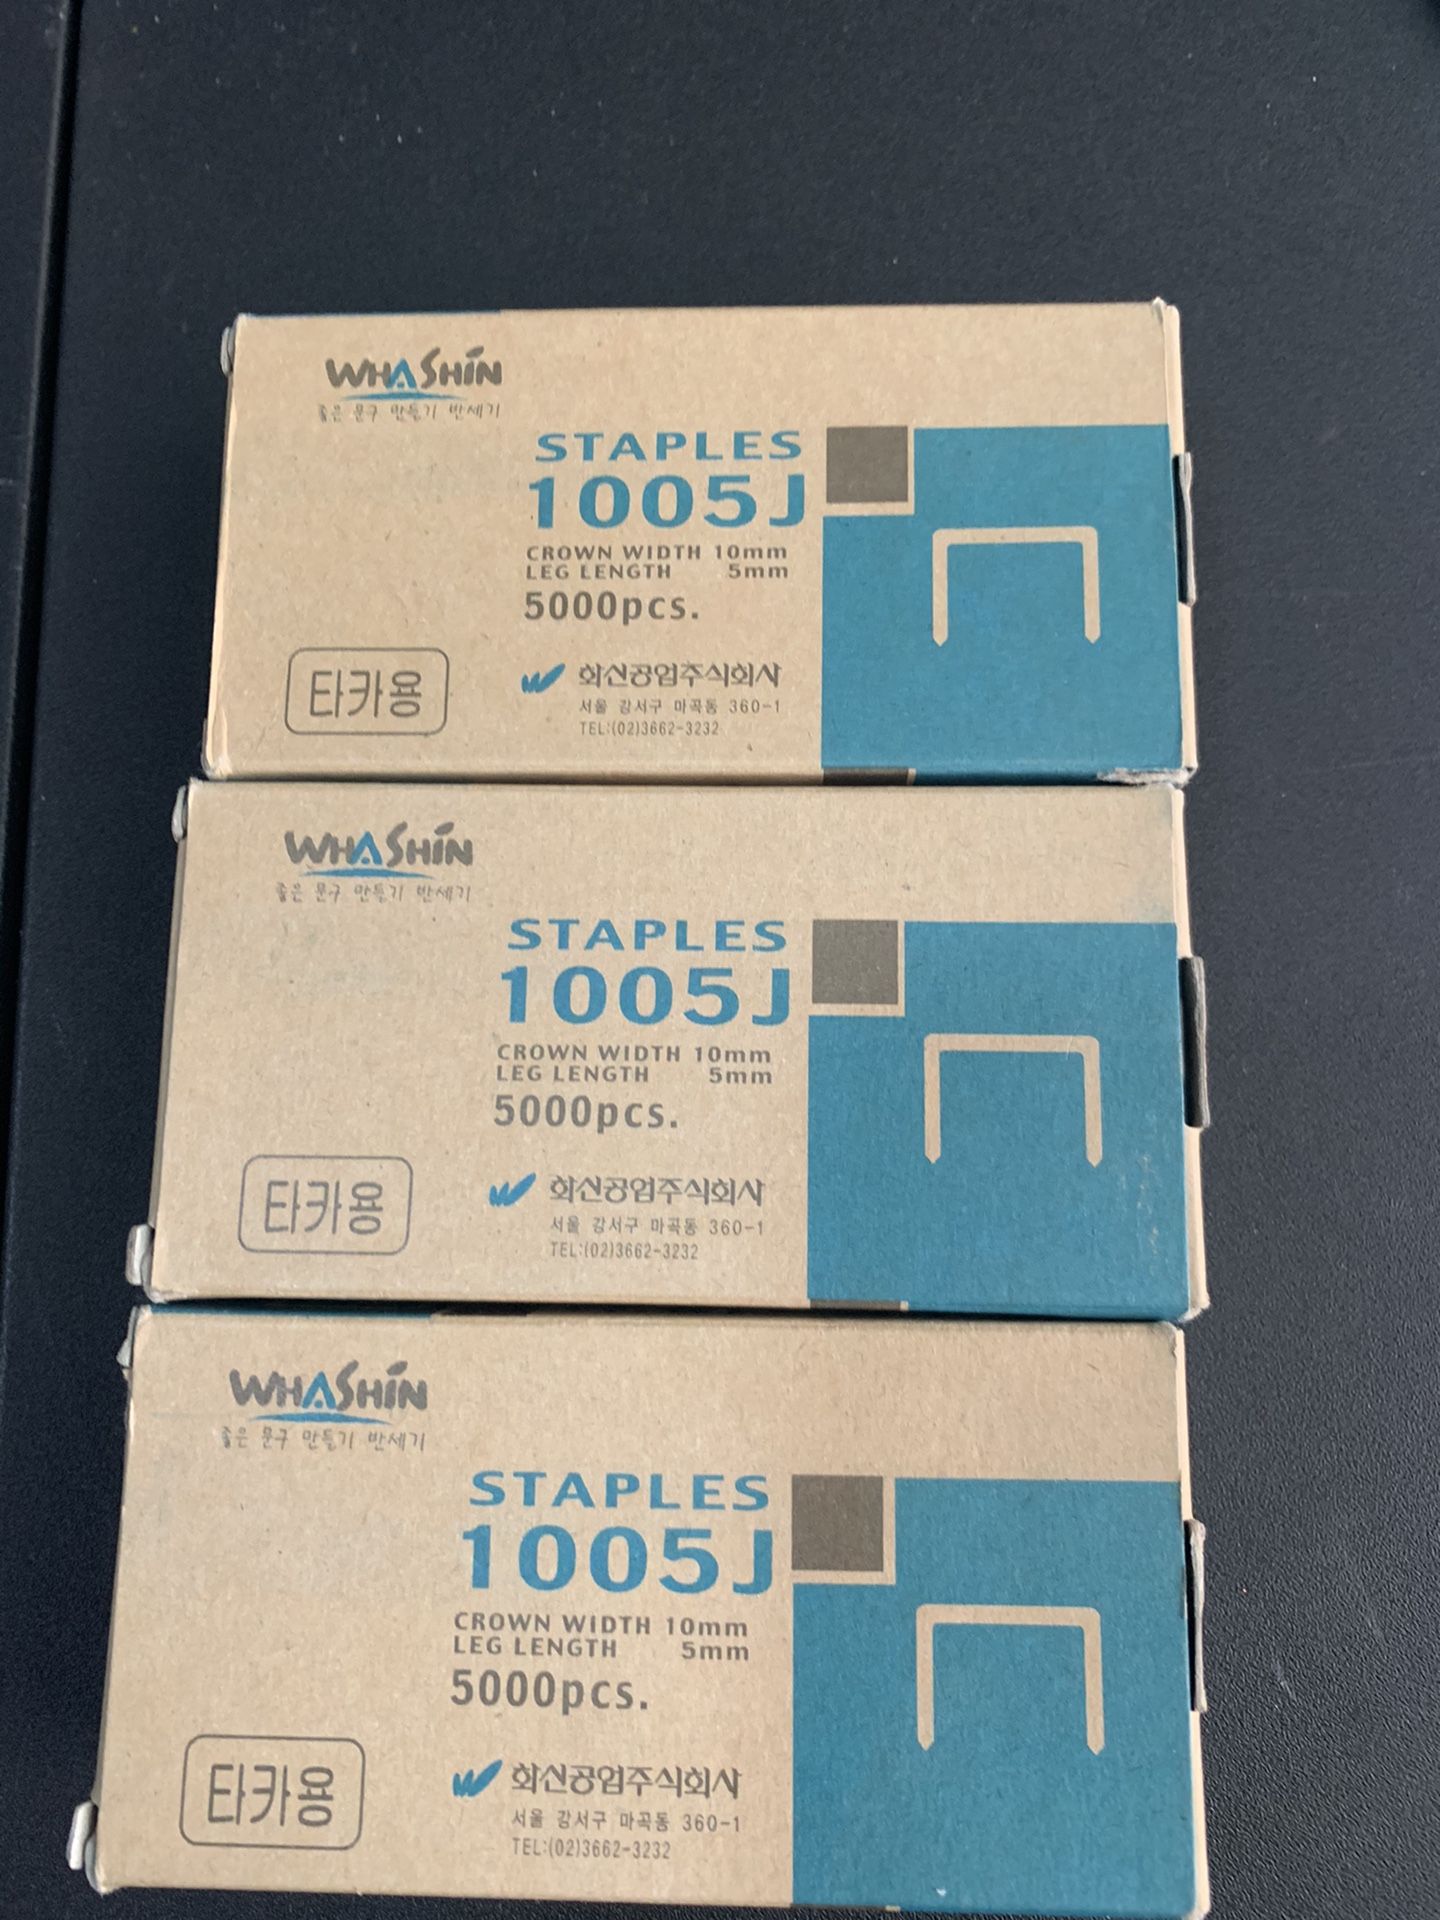 WHASHIN
좋은 문구 만들기 반세기
STAPLES
1005J
CROWN WIDTH 10mm
LEG LENGTH 5mm
5000pcs.
타카용
화신공업주식회사
서울 강서구 마곡동 360-1
TEL:(02)3662-3232
WHASHIN
좋은 문구 만들기 반세기
STAPLES
1005J
CROWN WIDTH 10mm
LEG LENGTH 5mm
5000pcs.
타카용
화신공업주식회사
서울 강서구 마곡동 360-1
TEL:(02)3662-3232
WHASHIN
좋은 문구 만들기 반세기
STAPLES
1005J
CROWN WIDTH 10mm
LEG LENGTH 5mm
5000pcs.
타카용
화신공업주식회사
서울 강서구 마곡동 360-1
TEL:(02)3662-3232